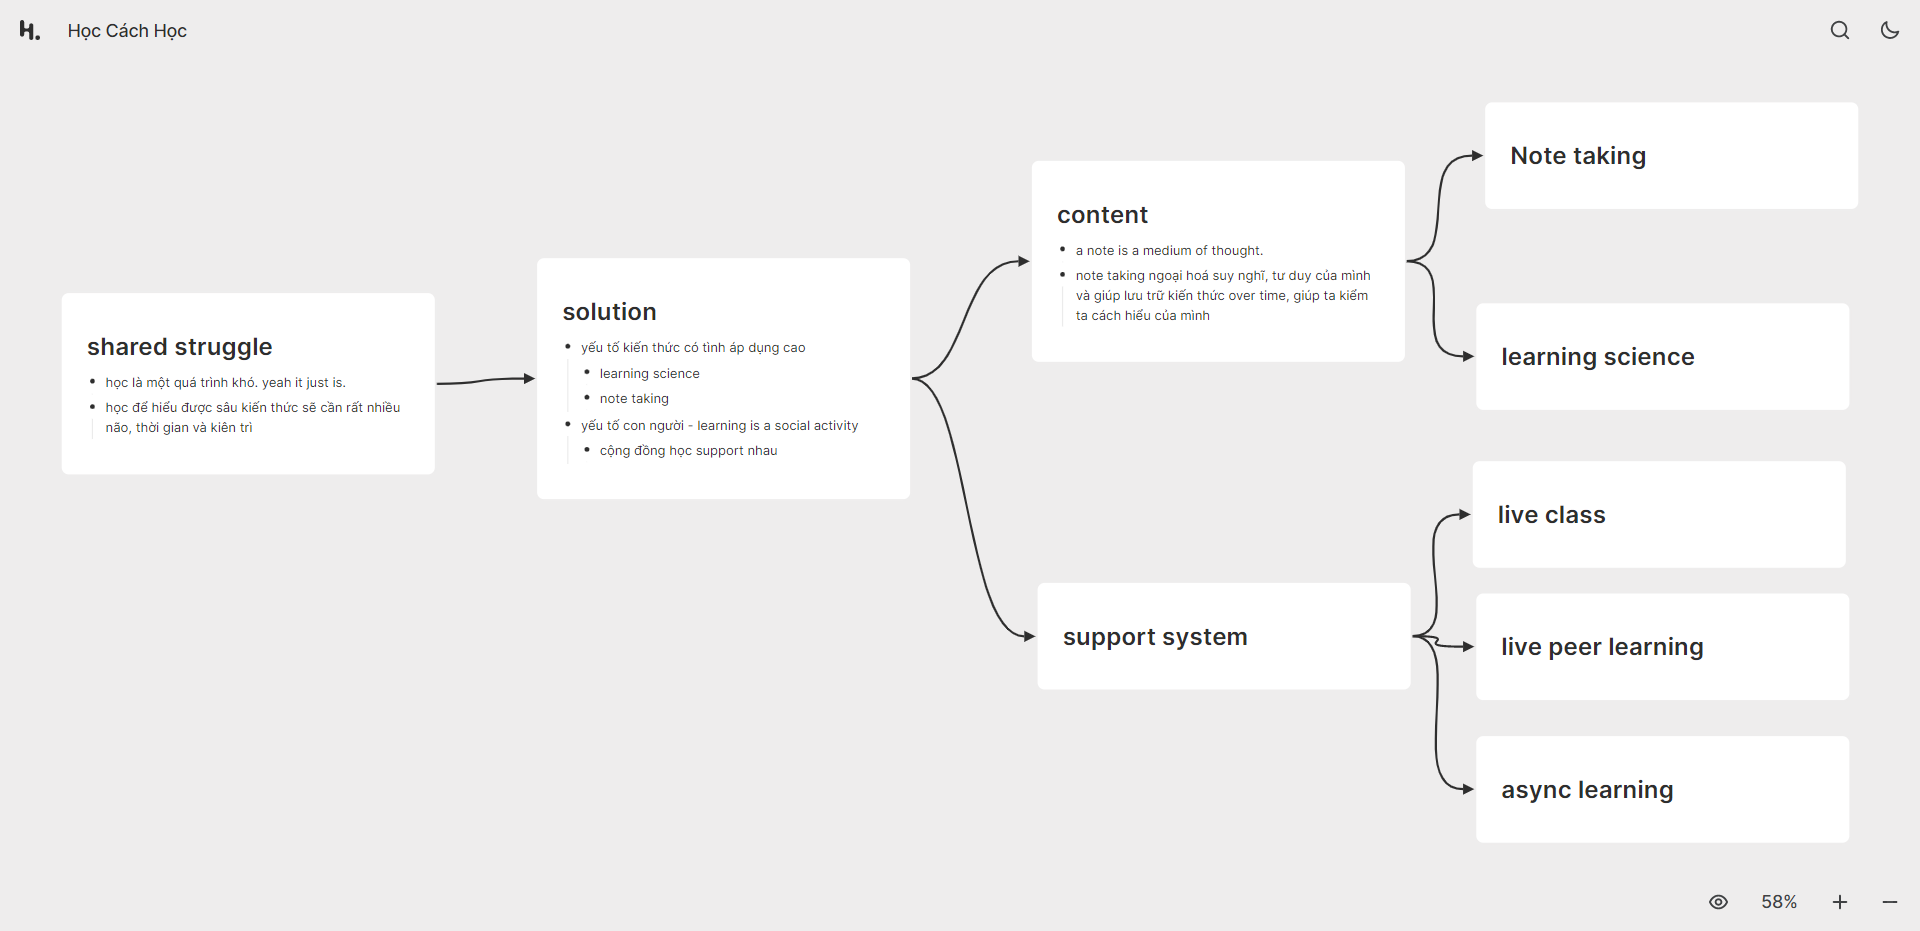 H.
Học Cách Học
shared struggle
học là một quá trình khó. yeah it just is.
học để hiểu được sâu kiến thức sẽ cần rất nhiều
não, thời gian và kiên trì
solution
yếu tố kiến thức có tình áp dụng cao
learning science
note taking
yếu tố con người - learning is a social activity
cộng đồng học support nhau
content
a note is a medium of thought.
note taking ngoại hoá suy nghĩ, tư duy của mình
và giúp lưu trữ kiến thức over time, giúp ta kiểm
ta cách hiểu của mình
Note taking
learning science
support system
live class
live peer learning
async learning
58%